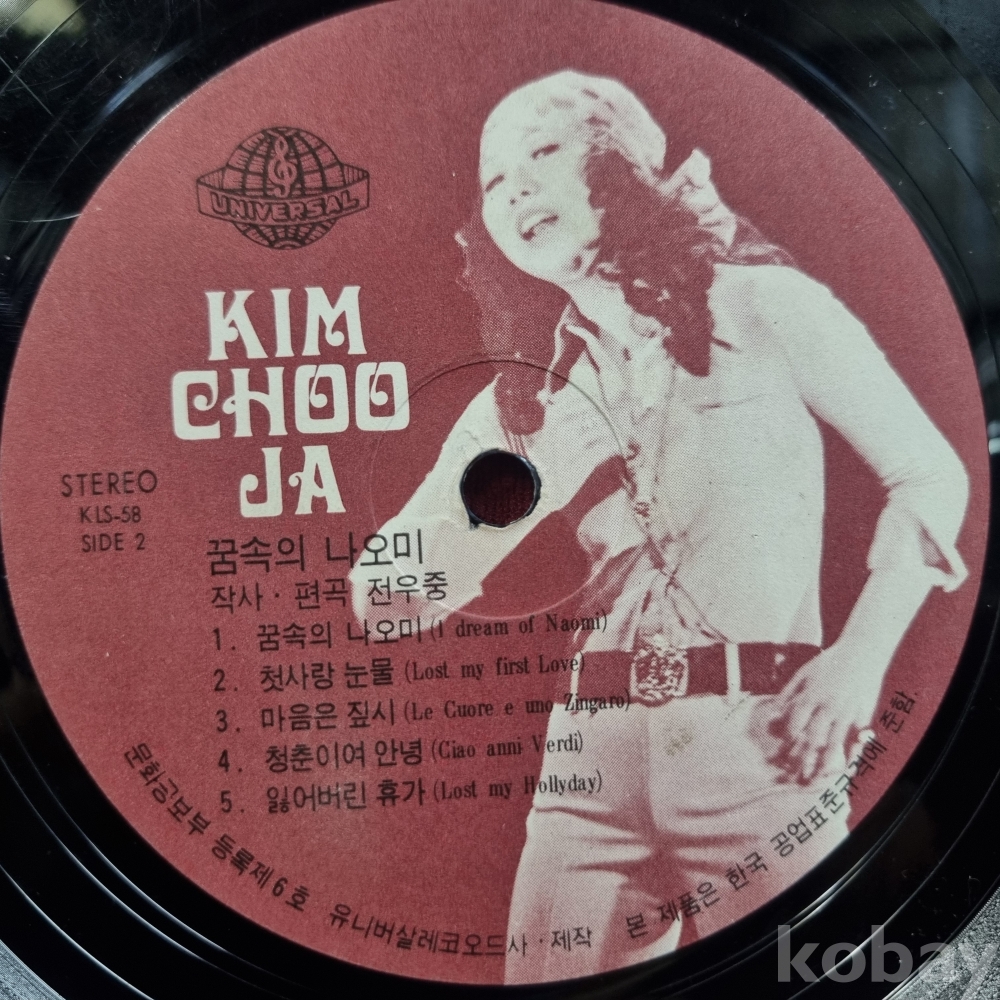 UNIVERSAL
KIM
CHOO
JA
STEREO
KLS-58
SIDE 2
꿈속의 나오미
작사·편곡 전우중
1. 꿈속의 나오미 (I dream of Naomi)
2. 첫사랑 눈물 (Lost my first Love)
3. 마음은 짚시 (Le Cuore e uno Zingaro)
4. 청춘이여 안녕 (Ciao anni Verdi)
5. 잃어버린 휴가 (Lost my Hollyday)
문화공보부 등록제6호 유니버살레코오드사·제작 본 제품은 한국 공업표준규격에 준함.
kobay